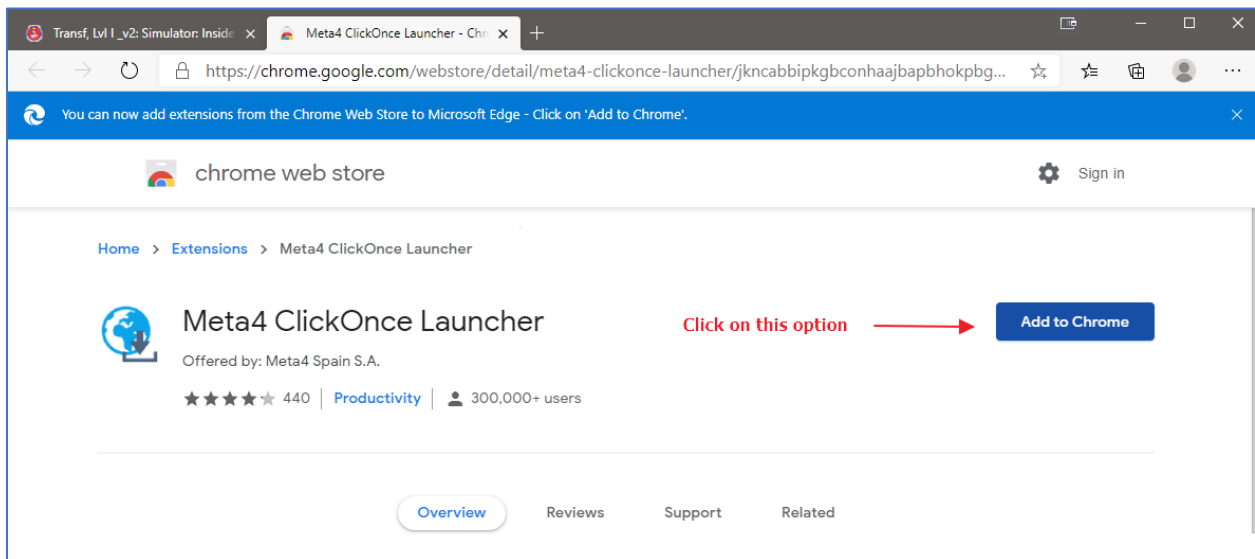 Transf, Lvl I _v2: Simulator: Inside
Meta4 ClickOnce Launcher - Chr
https://chrome.google.com/webstore/detail/meta4-clickonce-launcher/jkncabbipkgbconhaajbapbhokpbg...
You can now add extensions from the Chrome Web Store to Microsoft Edge - Click on 'Add to Chrome'.
chrome web store
Sign in
Home > Extensions > Meta4 ClickOnce Launcher
Meta4 ClickOnce Launcher
Click on this option
Add to Chrome
Offered by: Meta4 Spain S.A.
440 | Productivity | 300,000+ users
Overview Reviews Support Related